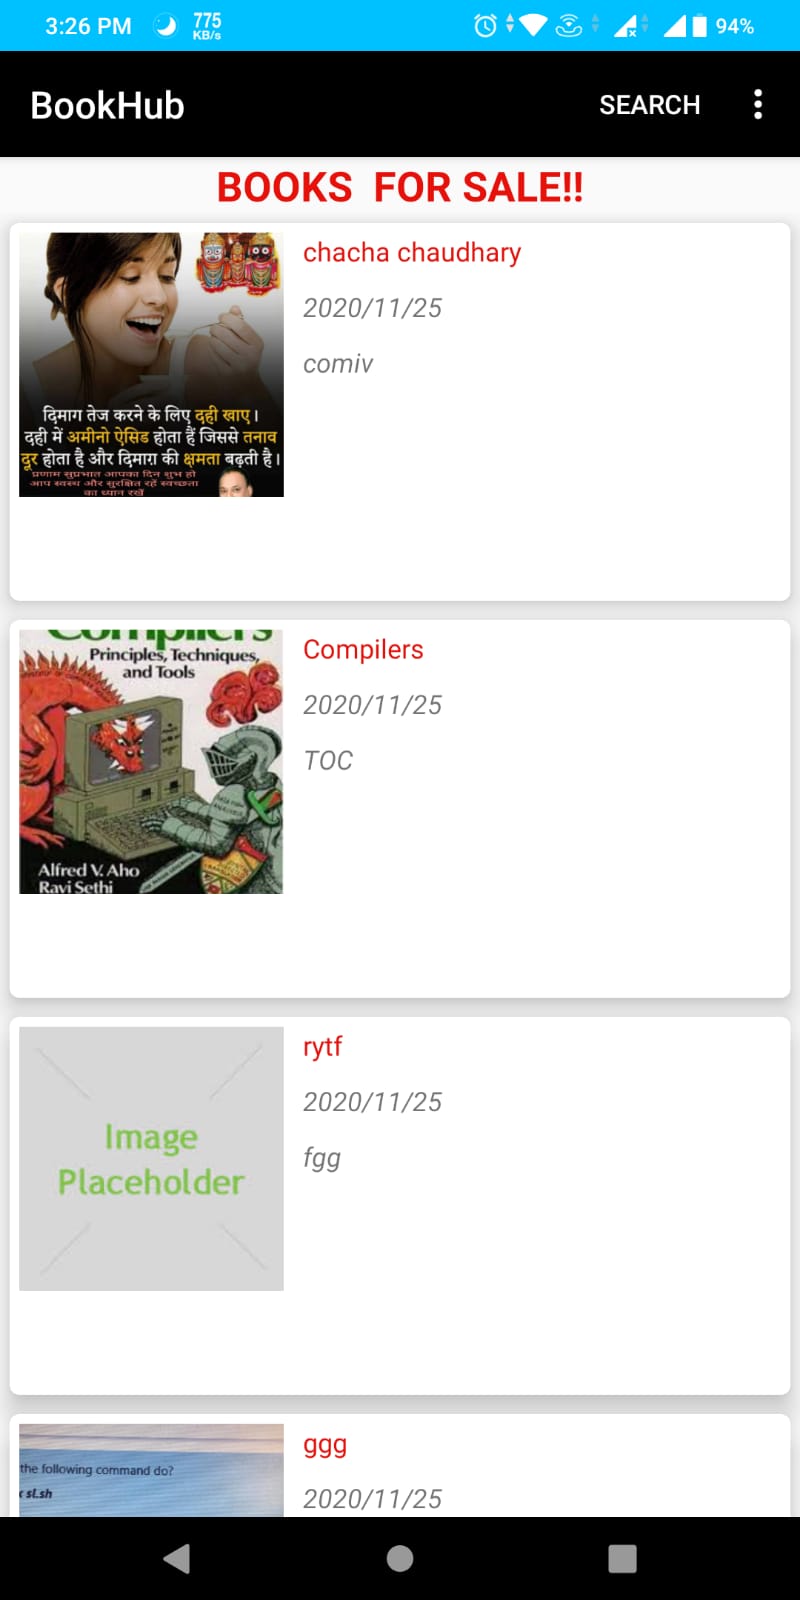 3:26 PM 775 KB/s 94%
BookHub SEARCH
BOOKS FOR SALE!!
दिमाग तेज करने के लिए दही खाए।
दही में अमीनो ऐसिड होता हैं जिससे तनाव
दूर होता है और दिमाग़ की क्षमता बढ़ती है।
प्रणाम सुप्रभात आपका दिन शुभ हो
आप स्वस्थ और सुरक्षित रहें स्वच्छता
का ध्यान रखें
chacha chaudhary
2020/11/25
comiv
Compilers
Principles, Techniques,
and Tools
Alfred V. Aho
Ravi Sethi
Compilers
2020/11/25
TOC
Image
Placeholder
rytf
2020/11/25
fgg
the following command do?
sl.sh
ggg
2020/11/25